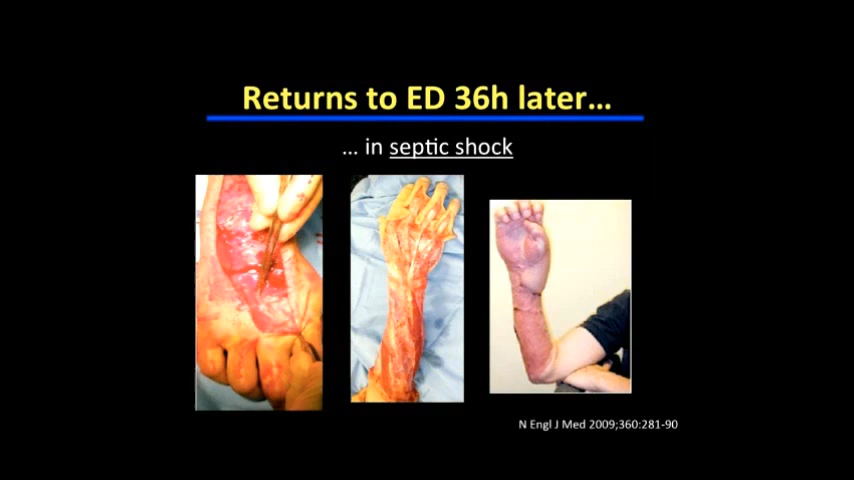 Returns to ED 36h later...
... in septic shock
N Engl J Med 2009;360:281-90